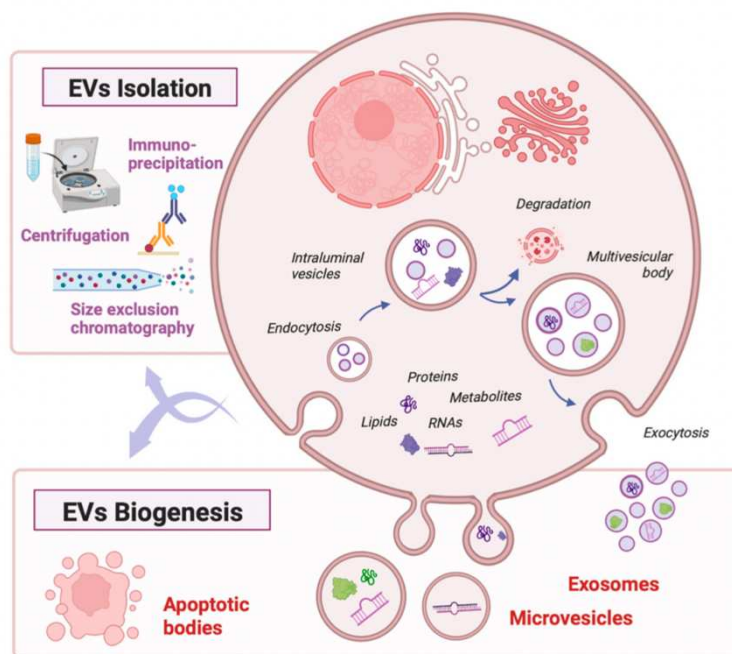 EVs Isolation
Immuno-
precipitation
Centrifugation
Size exclusion
chromatography
Degradation
Intraluminal
vesicles
Multivesicular
body
Endocytosis
Proteins
Metabolites
Lipids
RNAs
Exocytosis
EVs Biogenesis
Apoptotic
bodies
Exosomes
Microvesicles